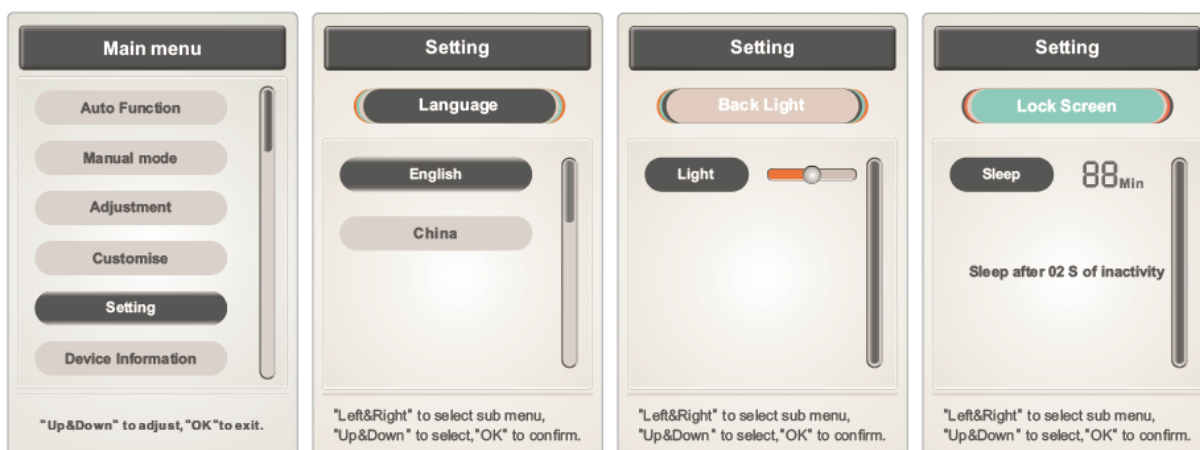 Main menu
Auto Function
Manual mode
Adjustment
Customise
Setting
Device Information
"Up&Down" to adjust,"OK"to exit.
Setting
Language
English
China
"Left&Right" to select sub menu,
"Up&Down" to select,"OK" to confirm.
Setting
Back Light
Light
"Left&Right" to select sub menu,
"Up&Down" to select,"OK" to confirm.
Setting
Lock Screen
Sleep 88Min
Sleep after 02 S of inactivity
"Left&Right" to select sub menu,
"Up&Down" to select,"OK" to confirm.